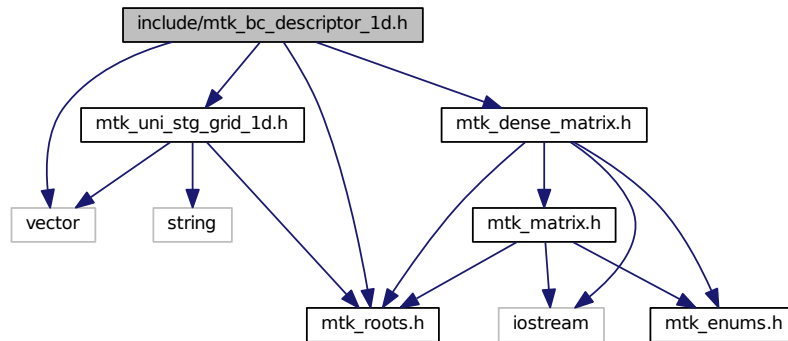 include/mtk_bc_descriptor_1d.h
mtk_uni_stg_grid_1d.h
mtk_dense_matrix.h
vector
string
mtk_matrix.h
mtk_roots.h
iostream
mtk_enums.h